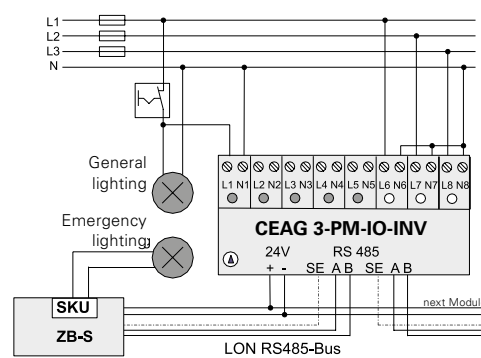 L1
L2
L3
N
General
lighting
L1 N1 L2 N2 L3 N3 L4 N4 L5 N5 L6 N6 L7 N7 L8 N8
Emergency
lighting
CEAG 3-PM-IO-INV
24V RS 485
+ - SE A B SE A B
next Modul
SKU
ZB-S
LON RS485-Bus